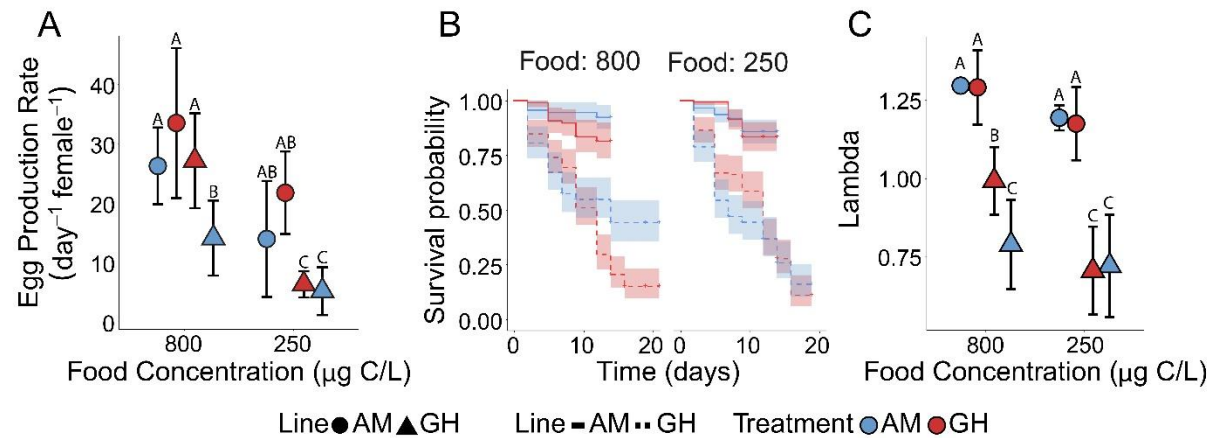 A
Egg Production Rate
(day⁻¹ female⁻¹)
40
30
20
10
0
A
A
A
B
AB
AB
C
C
800
250
Food Concentration (µg C/L)
B
Food: 800
Food: 250
Survival probability
1.00
0.75
0.50
0.25
0.00
0
10
20
0
10
20
Time (days)
C
Lambda
1.25
1.00
0.75
A
A
B
C
A
A
C
C
800
250
Food Concentration (µg C/L)
Line AM GH
Line AM GH
Treatment AM GH